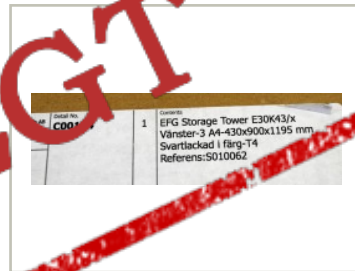 Detail No.
Contents
1
EFG Storage Tower E30K43/x
Vänster-3 A4-430x900x1195 mm
Svartlackad i färg-T4
Referens:S010062
GT